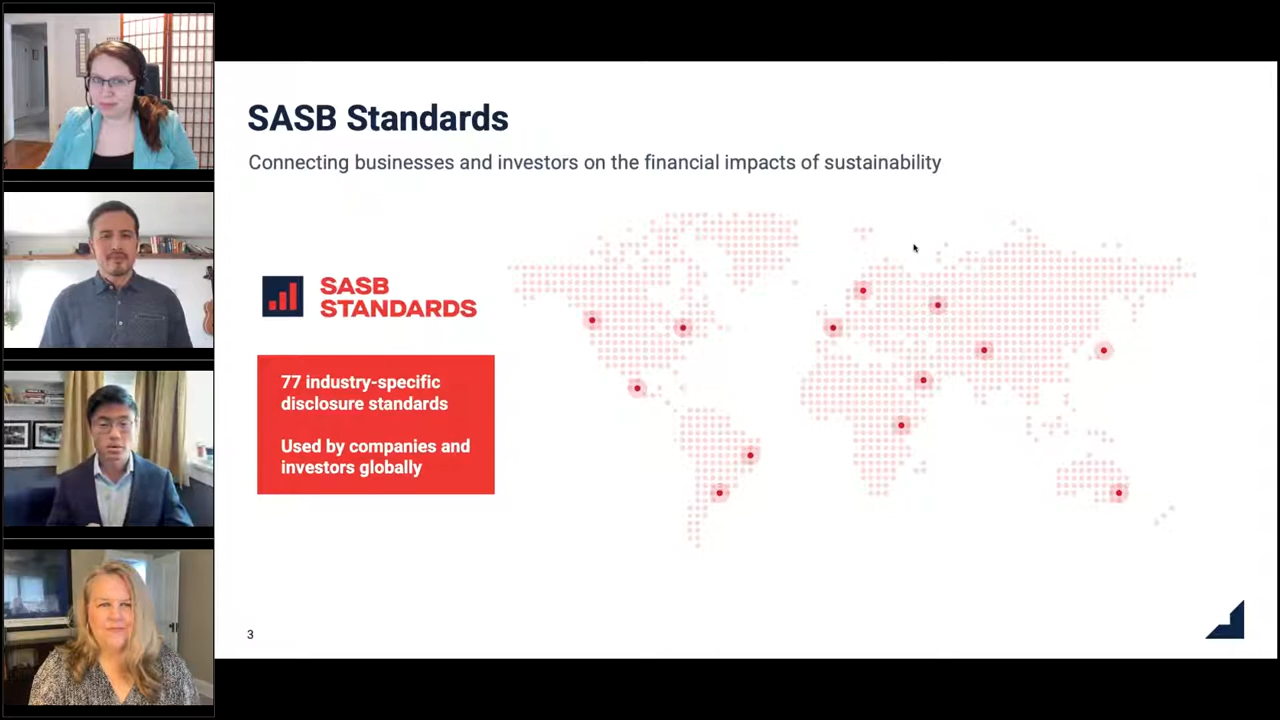 SASB Standards
Connecting businesses and investors on the financial impacts of sustainability
SASB
STANDARDS
77 industry-specific
disclosure standards
Used by companies and
investors globally
3